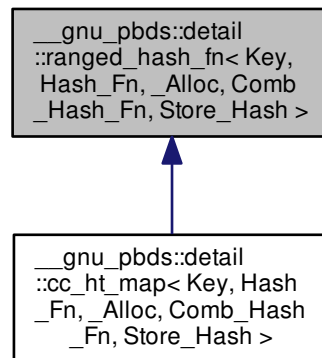 __gnu_pbds::detail
::ranged_hash_fn< Key,
Hash_Fn, _Alloc, Comb
_Hash_Fn, Store_Hash >
__gnu_pbds::detail
::cc_ht_map< Key, Hash
_Fn, _Alloc, Comb_Hash
_Fn, Store_Hash >